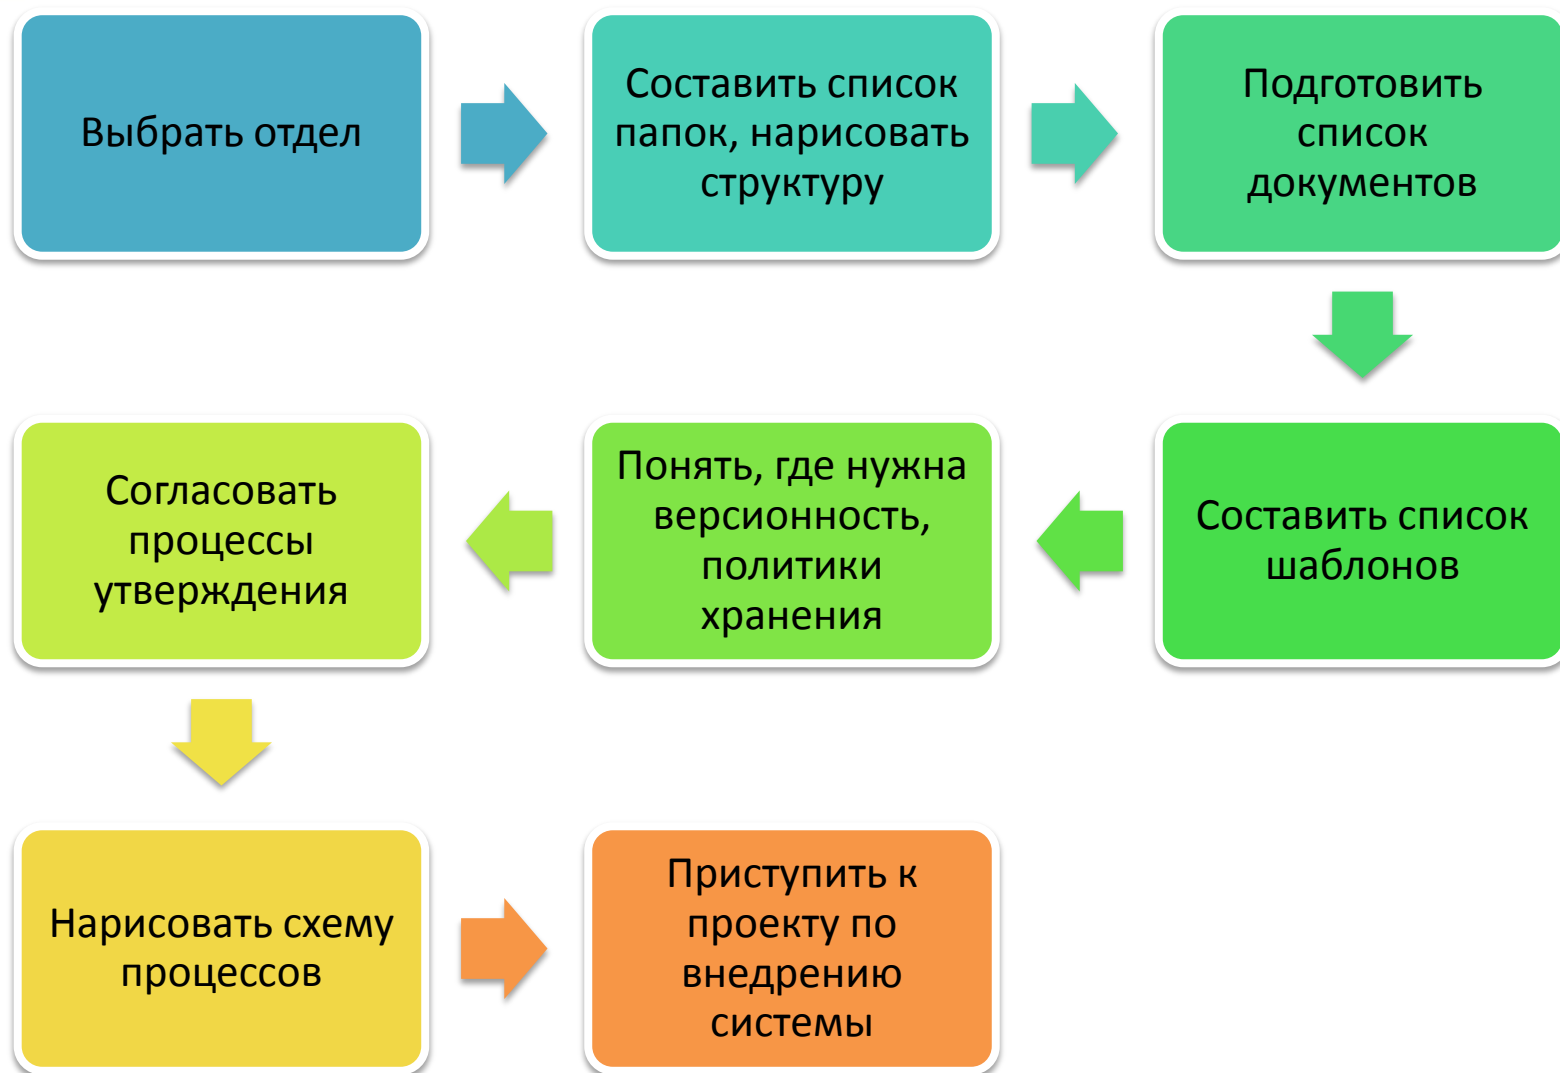 Выбрать отдел
Составить список
папок, нарисовать
структуру
Подготовить
список
документов
Составить список
шаблонов
Понять, где нужна
версионность,
политики
хранения
Согласовать
процессы
утверждения
Нарисовать схему
процессов
Приступить к
проекту по
внедрению
системы